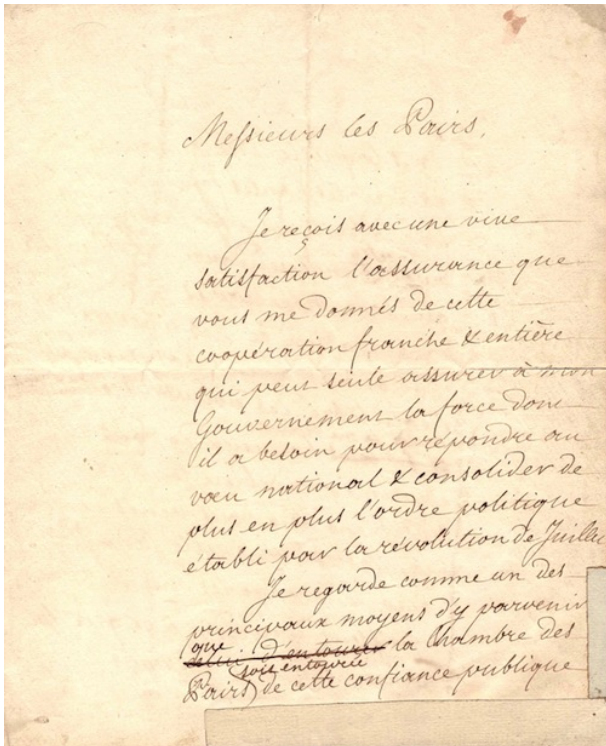 Messieurs les Pairs,
Je reçois avec une vive
satisfaction l'assurance que
vous me donnés de cette
coopération franche & entière
qui peut seule assurer à mon
Gouvernement la force dont
il a besoin pour répondre au
vœu national & consolider de
plus en plus l'ordre politique
établi par la révolution de Juillet
Je regarde comme un des
principaux moyens d'y parvenir
que
celui d'entourer la Chambre des
soit entourée
Pairs de cette confiance publique